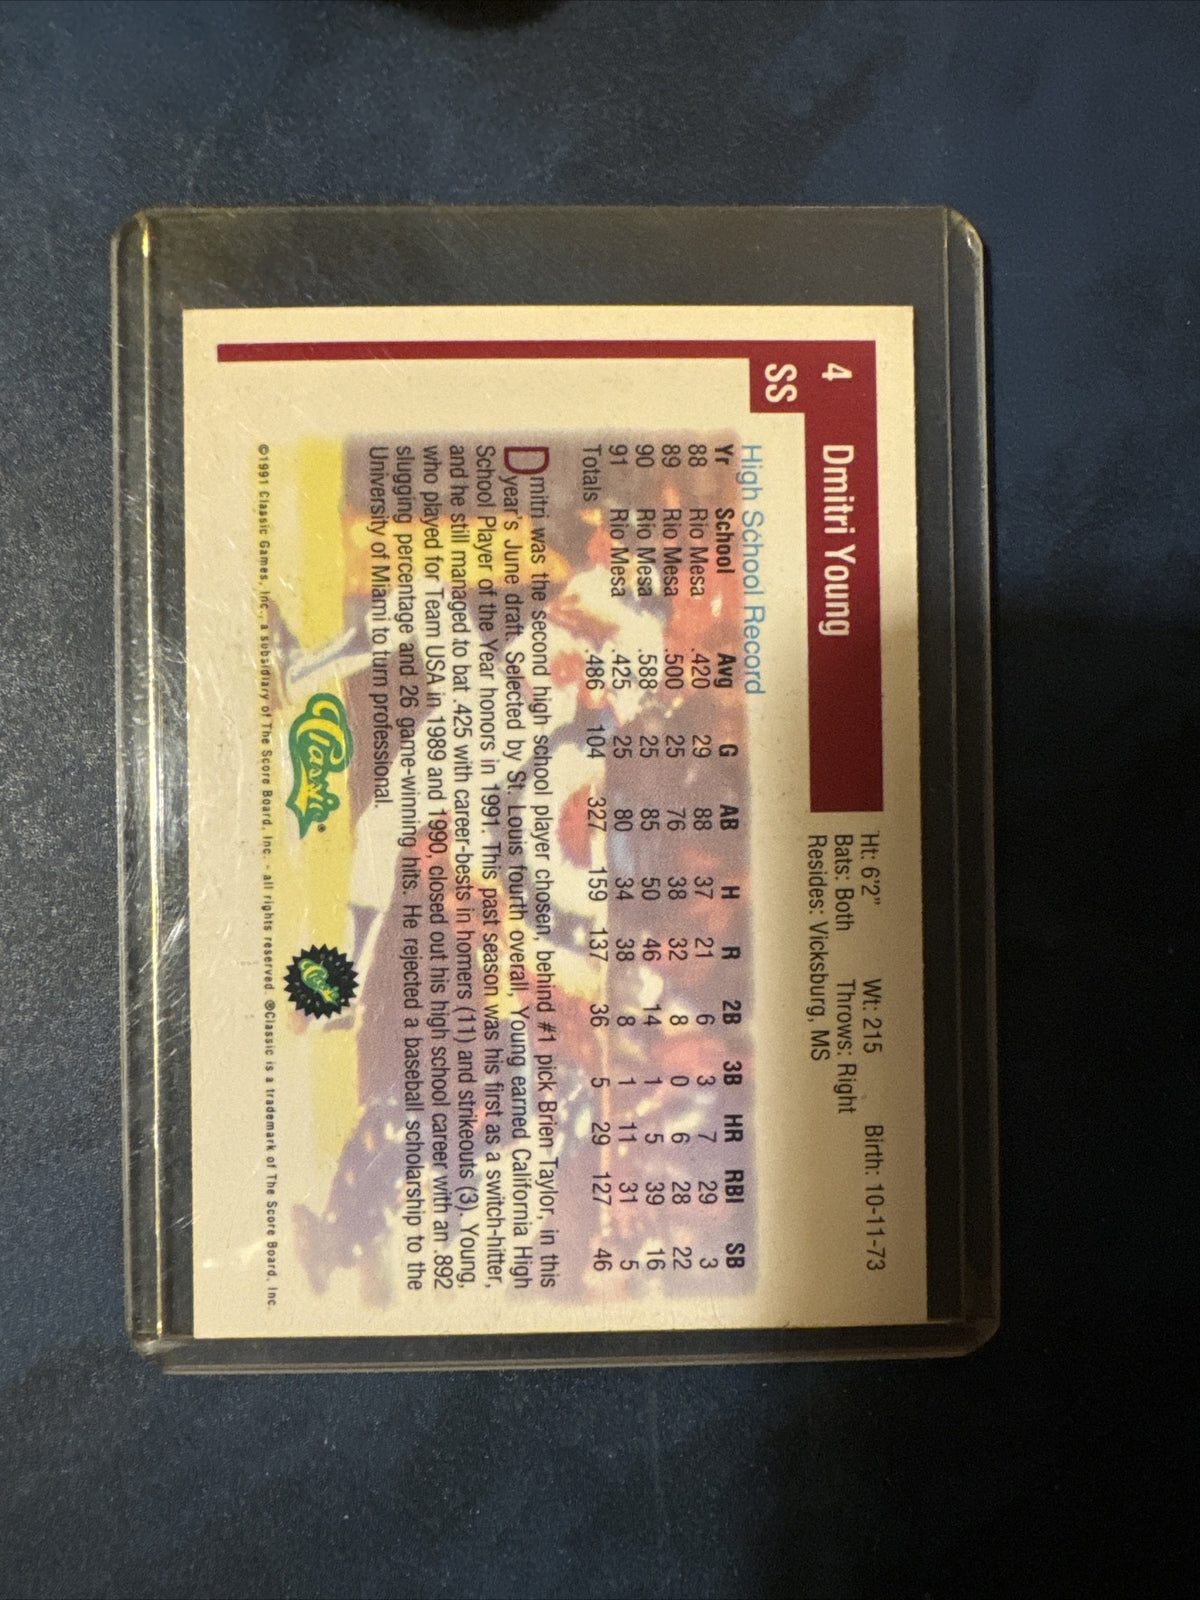 4 Dmitri Young
SS
Ht: 6'2" Wt: 215 Birth: 10-11-73
Bats: Both Throws: Right
Resides: Vicksburg, MS
High School Record
Yr School Avg G AB H R 2B 3B HR RBI SB
88 Rio Mesa .420 29 88 37 21 6 3 7 29 3
89 Rio Mesa .500 25 76 38 32 8 0 6 28 22
90 Rio Mesa .588 25 85 50 46 14 1 5 39 16
91 Rio Mesa .425 25 80 34 38 8 1 11 31 5
Totals .486 104 327 159 137 36 5 29 127 46
Dmitri was the second high school player chosen, behind #1 pick Brien Taylor, in this
year's June draft. Selected by St. Louis fourth overall, Young earned California High
School Player of the Year honors in 1991. This past season was his first as a switch-hitter,
and he still managed to bat .425 with career-bests in homers (11) and strikeouts (3). Young,
who played for Team USA in 1989 and 1990, closed out his high school career with an .892
slugging percentage and 26 game-winning hits. He rejected a baseball scholarship to the
University of Miami to turn professional.
Classic®
Classic
©1991 Classic Games, Inc., a subsidiary of The Score Board, Inc. - all rights reserved. ®Classic is a trademark of The Score Board, Inc.